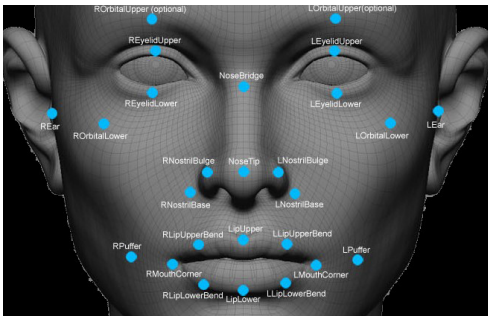 ROrbitalUpper (optional)
LOrbitalUpper(optional)
REyelidUpper
LEyelidUpper
NoseBridge
REyelidLower
LEyelidLower
REar
LEar
ROrbitalLower
LOrbitalLower
RNostrilBulge
NoseTip
LNostrilBulge
RNostrilBase
LNostrilBase
LipUpper
RLipUpperBend
LLipUpperBend
RPuffer
LPuffer
RMouthCorner
LMouthCorner
RLipLowerBend
LipLower
LLipLowerBend